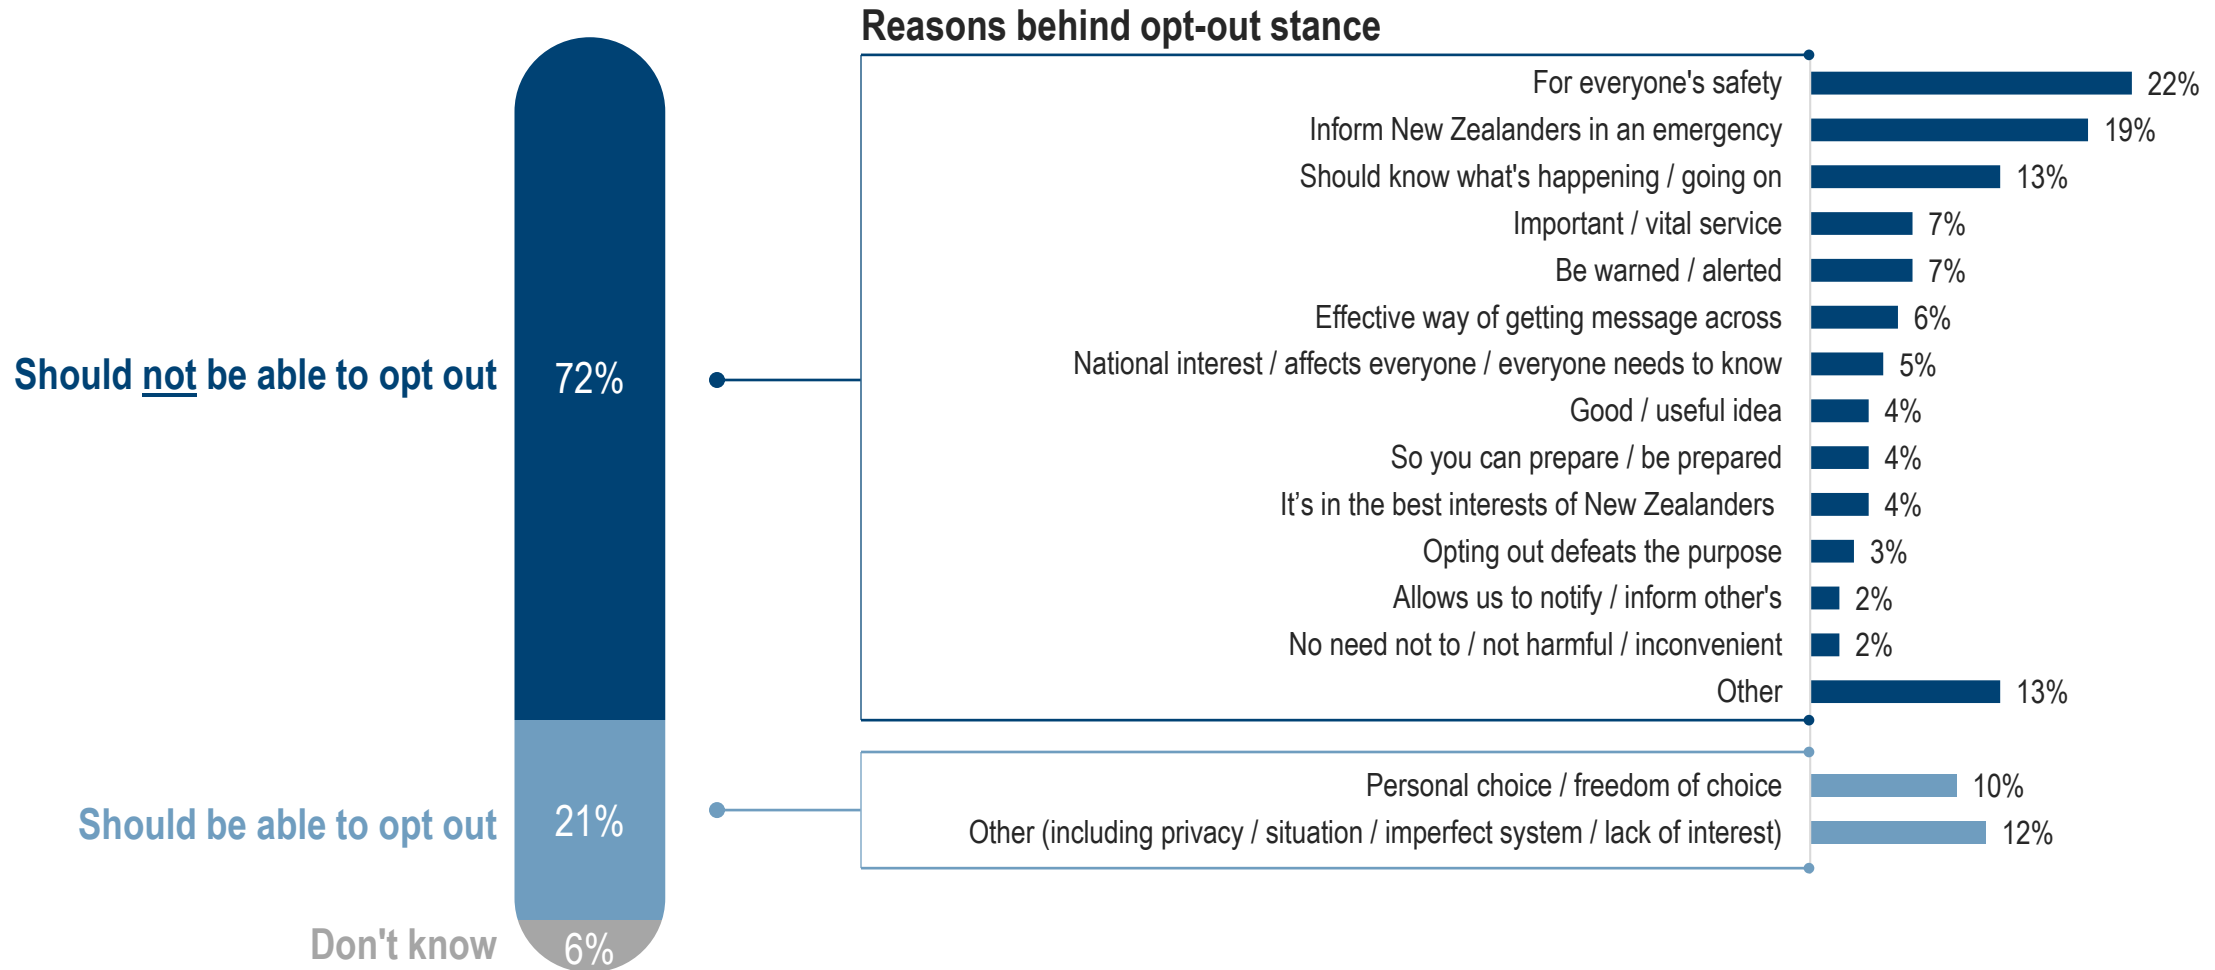 Reasons behind opt-out stance
For everyone's safety 22%
Inform New Zealanders in an emergency 19%
Should know what's happening / going on 13%
Important / vital service 7%
Be warned / alerted 7%
Effective way of getting message across 6%
National interest / affects everyone / everyone needs to know 5%
Good / useful idea 4%
So you can prepare / be prepared 4%
It’s in the best interests of New Zealanders 4%
Opting out defeats the purpose 3%
Allows us to notify / inform other's 2%
No need not to / not harmful / inconvenient 2%
Other 13%
Should not be able to opt out 72%
Personal choice / freedom of choice 10%
Other (including privacy / situation / imperfect system / lack of interest) 12%
Should be able to opt out 21%
Don't know 6%